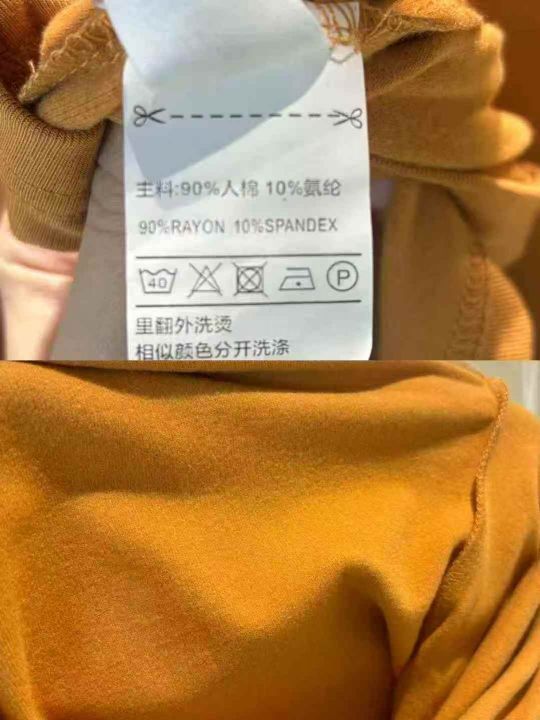 主料:90%人棉 10%氨纶
90%RAYON 10%SPANDEX
40 P
里翻外洗烫
相似颜色分开洗涤